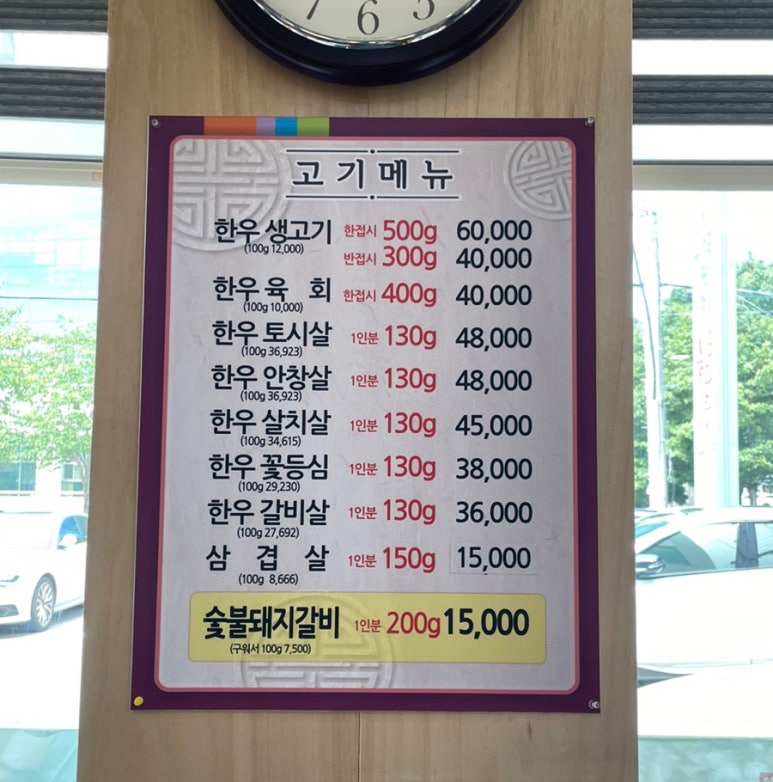 7 6 5
고기메뉴
한우 생고기 한접시 500g 60,000
(100g 12,000) 반접시 300g 40,000
한우 육 회 한접시 400g 40,000
(100g 10,000)
한우 토시살 1인분 130g 48,000
(100g 36,923)
한우 안창살 1인분 130g 48,000
(100g 36,923)
한우 살치살 1인분 130g 45,000
(100g 34,615)
한우 꽃등심 1인분 130g 38,000
(100g 29,230)
한우 갈비살 1인분 130g 36,000
(100g 27,692)
삼 겹 살 1인분 150g 15,000
(100g 8,666)
숯불돼지갈비 1인분 200g 15,000
(구워서 100g 7,500)